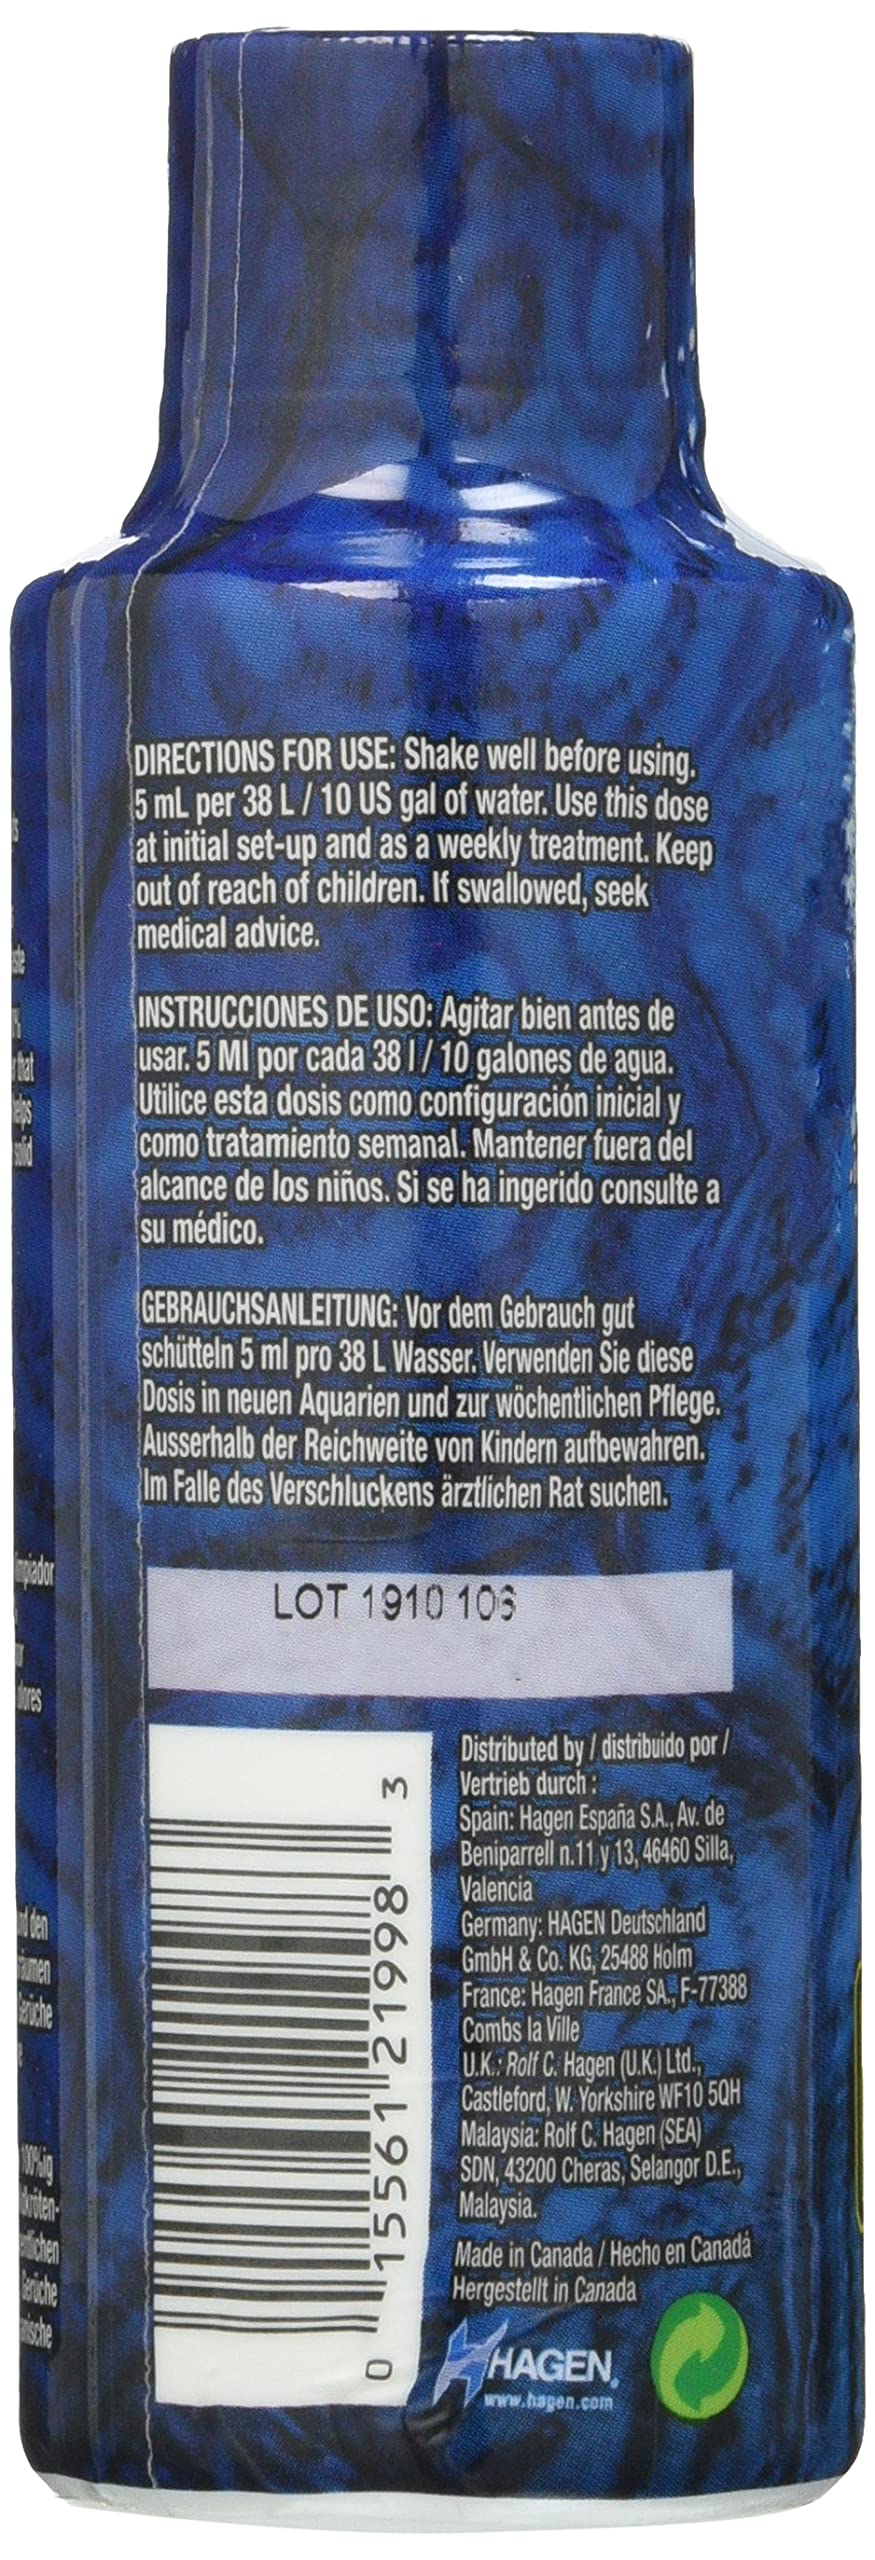 DIRECTIONS FOR USE: Shake well before using.
5 mL per 38 L / 10 US gal of water. Use this dose
at initial set-up and as a weekly treatment. Keep
out of reach of children. If swallowed, seek
medical advice.
INSTRUCCIONES DE USO: Agitar bien antes de
usar. 5 Ml por cada 38 l / 10 galones de agua.
Utilice esta dosis como configuración inicial y
como tratamiento semanal. Mantener fuera del
alcance de los niños. Si se ha ingerido consulte a
su médico.
GEBRAUCHSANLEITUNG: Vor dem Gebrauch gut
schütteln 5 ml pro 38 L Wasser. Verwenden Sie diese
Dosis in neuen Aquarien und zur wöchentlichen Pflege.
Ausserhalb der Reichweite von Kindern aufbewahren.
Im Falle des Verschluckens ärztlichen Rat suchen.
LOT 1910 106
0 15561 21998 3
Distributed by / distribuido por /
Vertrieb durch :
Spain: Hagen España S.A., Av. de
Beniparrell n.11 y 13, 46460 Silla,
Valencia
Germany: HAGEN Deutschland
GmbH & Co. KG, 25488 Holm
France: Hagen France SA., F-77388
Combs la Ville
U.K.: Rolf C. Hagen (U.K.) Ltd.,
Castleford, W. Yorkshire WF10 5QH
Malaysia: Rolf C. Hagen (SEA)
SDN, 43200 Cheras, Selangor D.E.,
Malaysia.
Made in Canada / Hecho en Canadá
Hergestellt in Canada
HAGEN®
www.hagen.com
that
solid
limpiador
Gerüche
Gerüche